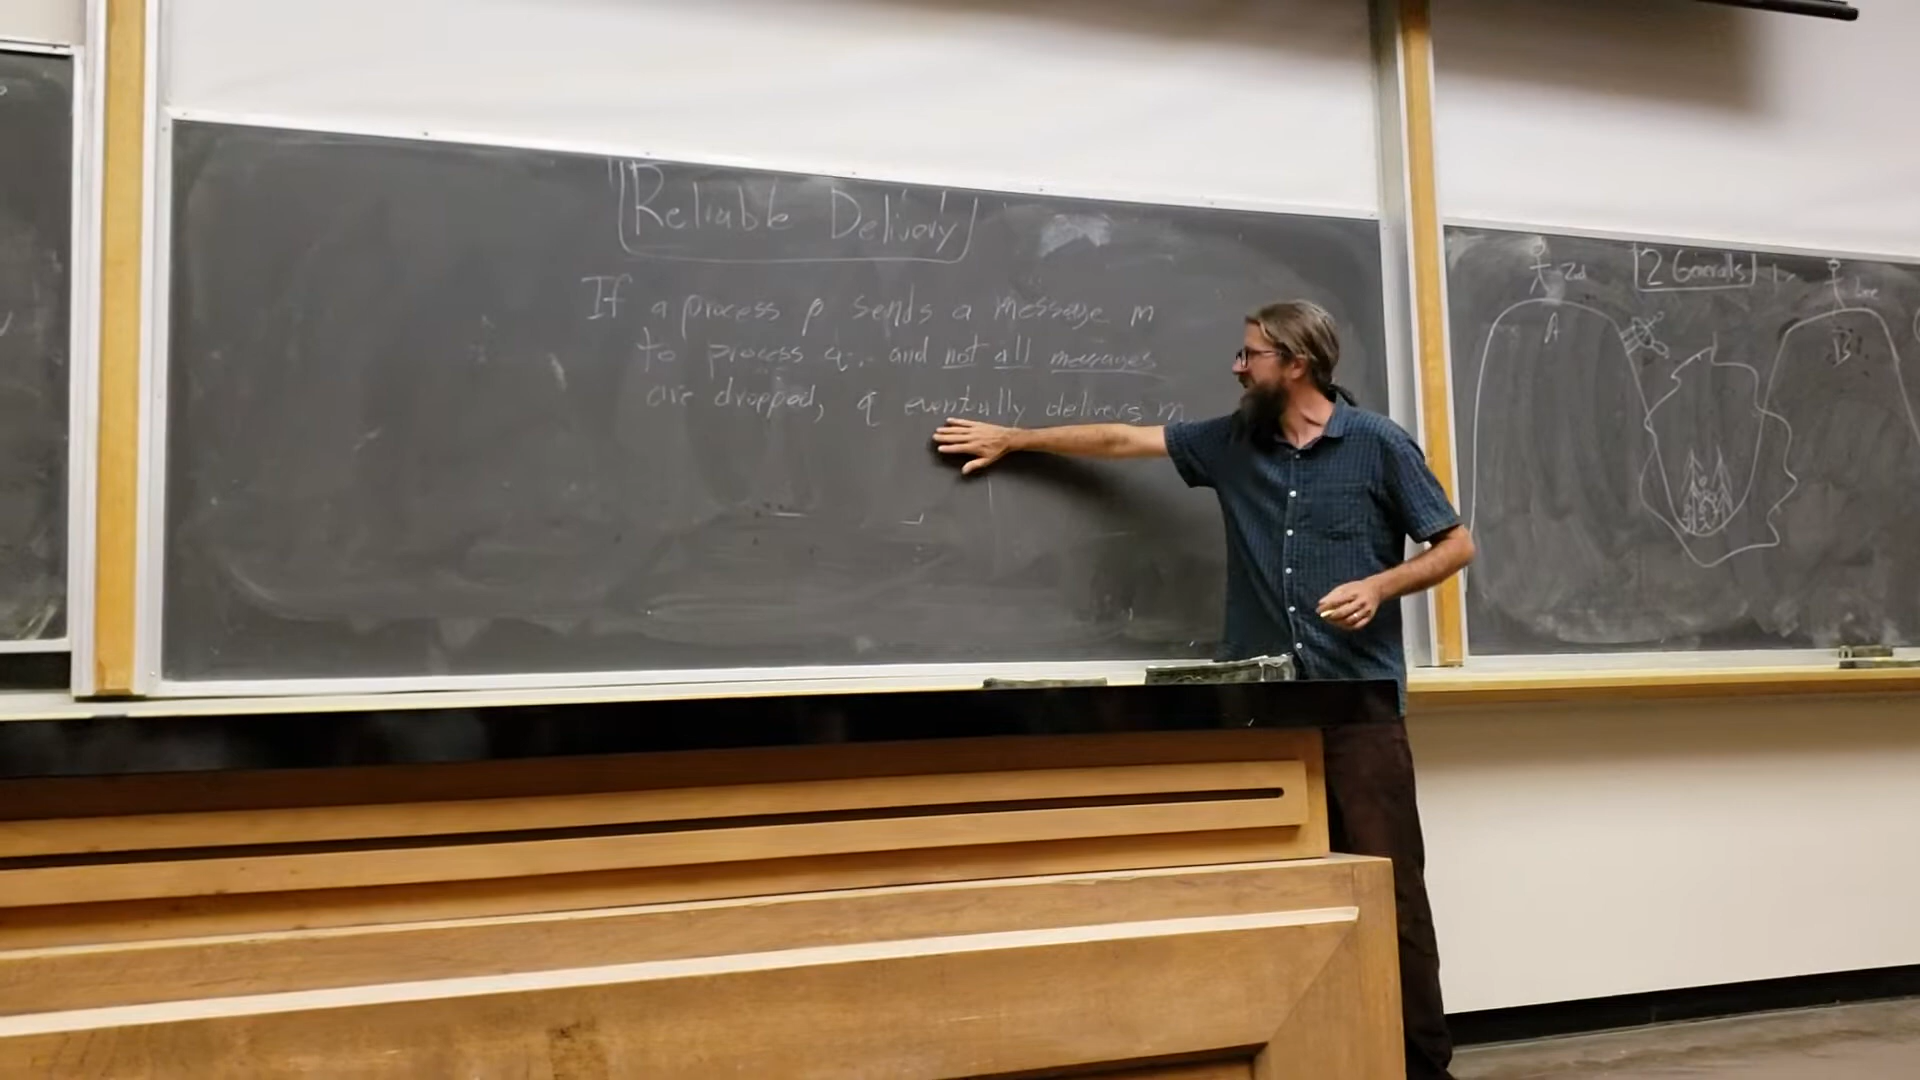 Reliable Delivery
If a process p sends a message m
to process q, and not all messages
are dropped, q eventually delivers m
2 Generals
A
B